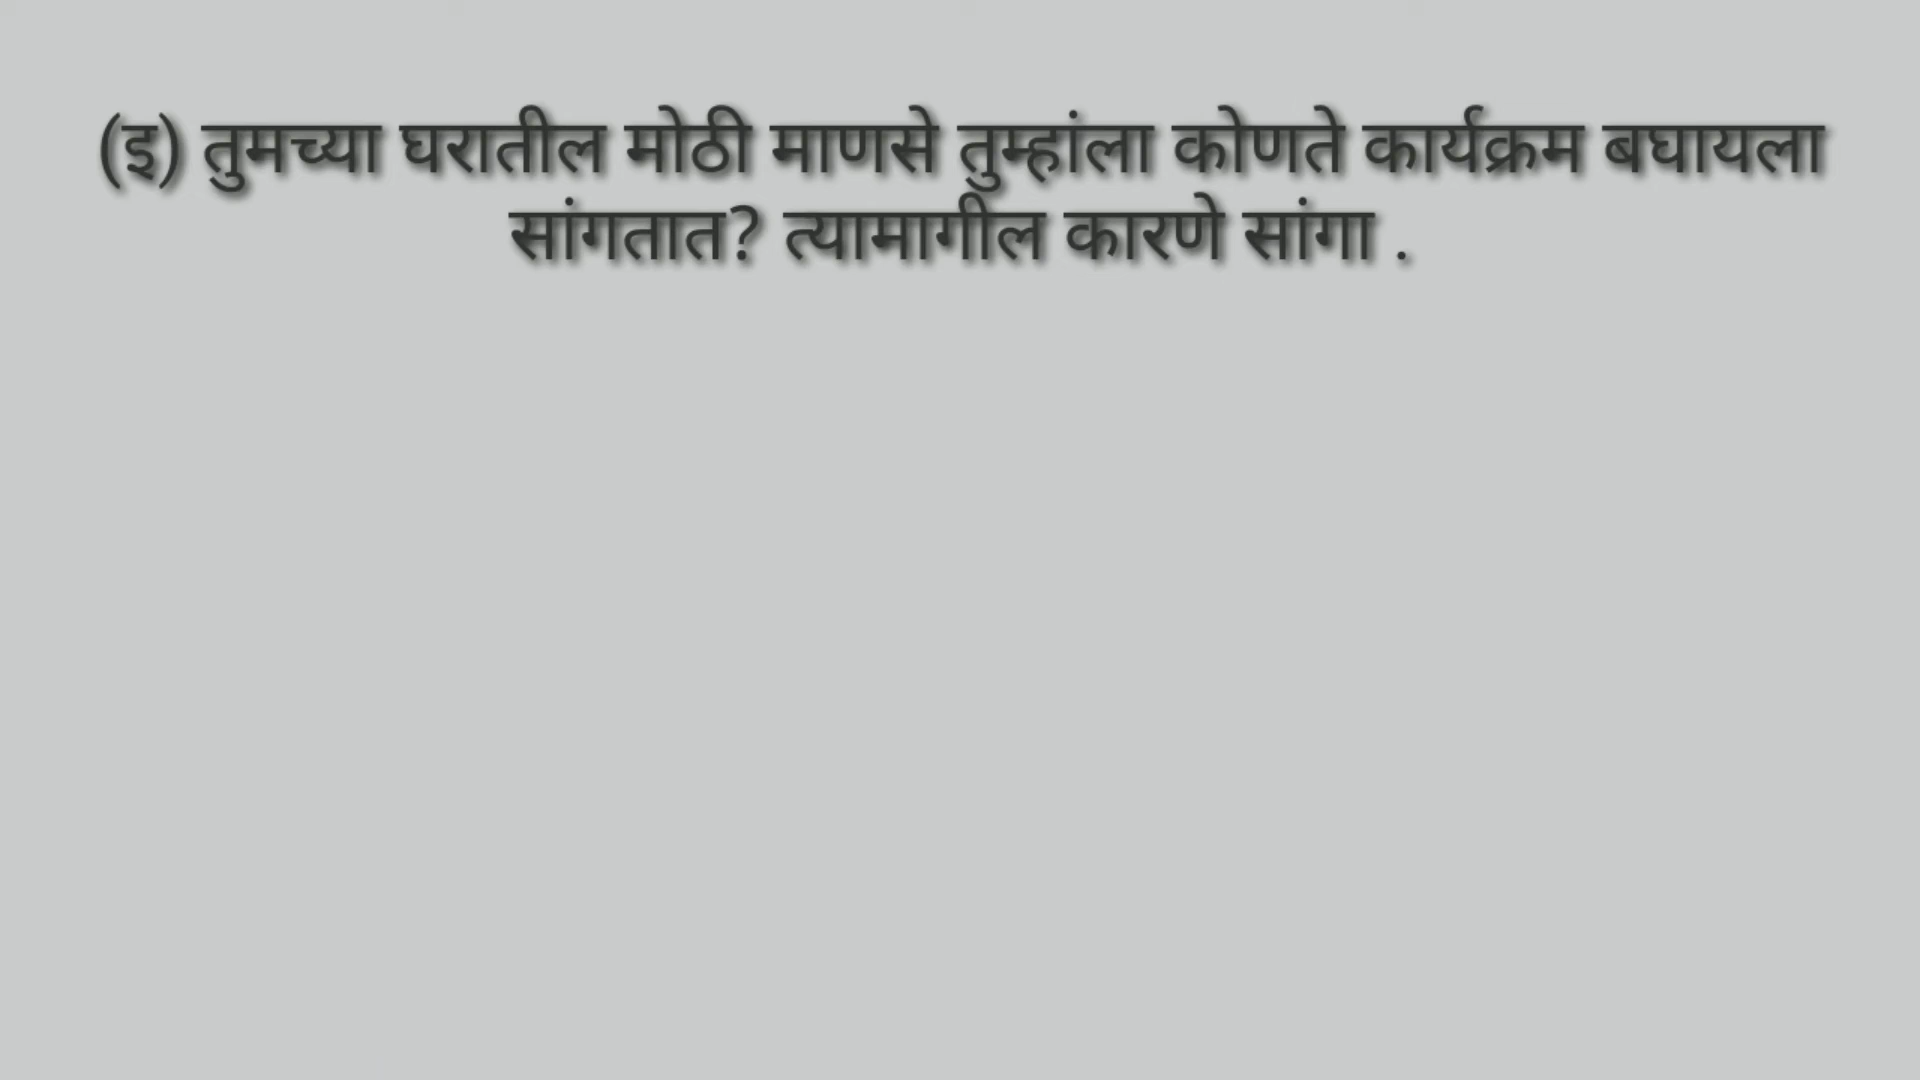 (इ) तुमच्या घरातील मोठी माणसे तुम्हांला कोणते कार्यक्रम बघायला
सांगतात? त्यामागील कारणे सांगा .